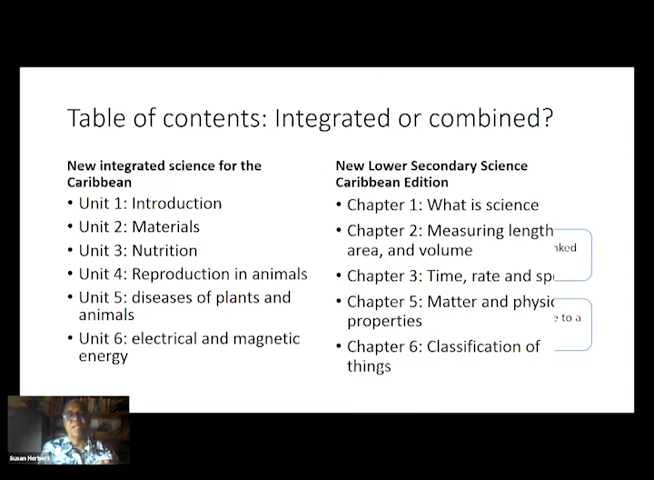 Table of contents: Integrated or combined?
New integrated science for the
Caribbean
• Unit 1: Introduction
• Unit 2: Materials
• Unit 3: Nutrition
• Unit 4: Reproduction in animals
• Unit 5: diseases of plants and
animals
• Unit 6: electrical and magnetic
energy
New Lower Secondary Science
Caribbean Edition
• Chapter 1: What is science
• Chapter 2: Measuring length
area, and volume
• Chapter 3: Time, rate and
• Chapter 5: Matter and
properties
• Chapter 6: Classification of
things
to a
Susan